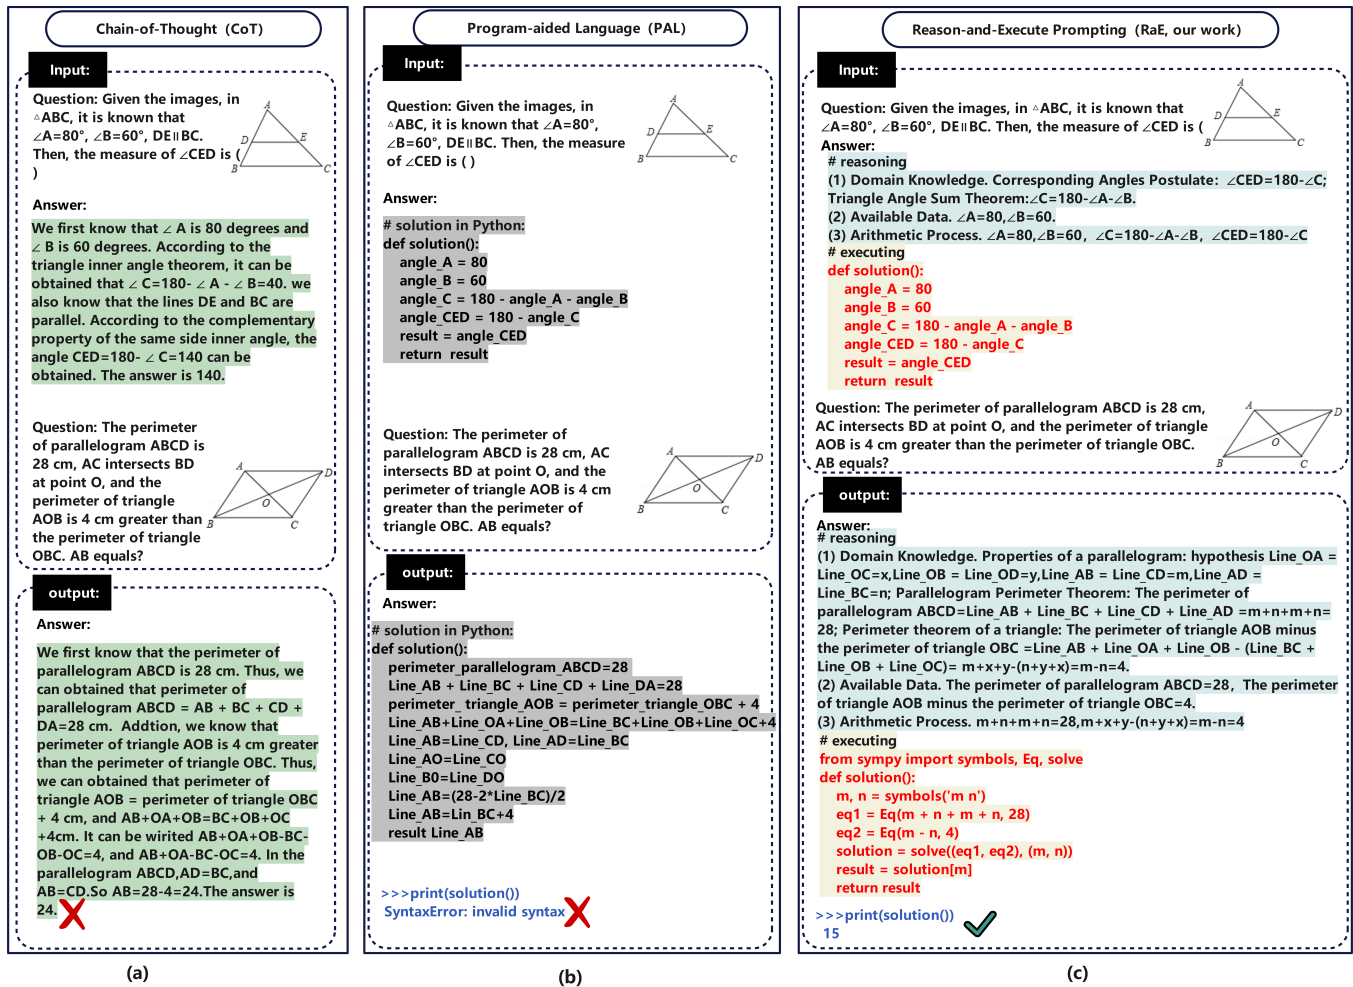 Chain-of-Thought (CoT)
Input:
Question: Given the images, in
△ABC, it is known that
∠A=80°, ∠B=60°, DE∥BC.
Then, the measure of ∠CED is (
)
A
D
E
B
C
Answer:
We first know that ∠ A is 80 degrees and
∠ B is 60 degrees. According to the
triangle inner angle theorem, it can be
obtained that ∠ C=180- ∠ A - ∠ B=40. we
also know that the lines DE and BC are
parallel. According to the complementary
property of the same side inner angle, the
angle CED=180- ∠ C=140 can be
obtained. The answer is 140.
Question: The perimeter
of parallelogram ABCD is
28 cm, AC intersects BD
at point O, and the
perimeter of triangle
AOB is 4 cm greater than
the perimeter of triangle
OBC. AB equals?
A
D
O
B
C
output:
Answer:
We first know that the perimeter of
parallelogram ABCD is 28 cm. Thus, we
can obtained that perimeter of
parallelogram ABCD = AB + BC + CD +
DA=28 cm.  Addtion, we know that
perimeter of triangle AOB is 4 cm greater
than the perimeter of triangle OBC. Thus,
we can obtained that perimeter of
triangle AOB = perimeter of triangle OBC
+ 4 cm, and AB+OA+OB=BC+OB+OC
+4cm. It can be wirited AB+OA+OB-BC-
OB-OC=4, and AB+OA-BC-OC=4. In the
parallelogram ABCD,AD=BC,and
AB=CD.So AB=28-4=24.The answer is
24.
(a)
Program-aided Language (PAL)
Input:
Question: Given the images, in
△ABC, it is known that ∠A=80°,
∠B=60°, DE∥BC. Then, the measure
of ∠CED is ( )
A
D
E
B
C
Answer:
# solution in Python:
def solution():
angle_A = 80
angle_B = 60
angle_C = 180 - angle_A - angle_B
angle_CED = 180 - angle_C
result = angle_CED
return  result
Question: The perimeter of
parallelogram ABCD is 28 cm, AC
intersects BD at point O, and the
perimeter of triangle AOB is 4 cm
greater than the perimeter of
triangle OBC. AB equals?
A
D
O
B
C
output:
Answer:
# solution in Python:
def solution():
perimeter_parallelogram_ABCD=28
Line_AB + Line_BC + Line_CD + Line_DA=28
perimeter_ triangle_AOB = perimeter_triangle_OBC + 4
Line_AB+Line_OA+Line_OB=Line_BC+Line_OB+Line_OC+4
Line_AB=Line_CD, Line_AD=Line_BC
Line_AO=Line_CO
Line_B0=Line_DO
Line_AB=(28-2*Line_BC)/2
Line_AB=Lin_BC+4
result Line_AB
>>>print(solution())
SyntaxError: invalid syntax
(b)
Reason-and-Execute Prompting (RaE, our work)
Input:
Question: Given the images, in △ABC, it is known that
∠A=80°, ∠B=60°, DE∥BC. Then, the measure of ∠CED is (
A
D
E
B
C
Answer:
# reasoning
(1) Domain Knowledge. Corresponding Angles Postulate: ∠CED=180-∠C;
Triangle Angle Sum Theorem:∠C=180-∠A-∠B.
(2) Available Data. ∠A=80,∠B=60.
(3) Arithmetic Process. ∠A=80,∠B=60, ∠C=180-∠A-∠B, ∠CED=180-∠C
# executing
def solution():
angle_A = 80
angle_B = 60
angle_C = 180 - angle_A - angle_B
angle_CED = 180 - angle_C
result = angle_CED
return  result
Question: The perimeter of parallelogram ABCD is 28 cm,
AC intersects BD at point O, and the perimeter of triangle
AOB is 4 cm greater than the perimeter of triangle OBC.
AB equals?
A
D
O
B
C
output:
Answer:
# reasoning
(1) Domain Knowledge. Properties of a parallelogram: hypothesis Line_OA =
Line_OC=x,Line_OB = Line_OD=y,Line_AB = Line_CD=m,Line_AD =
Line_BC=n; Parallelogram Perimeter Theorem: The perimeter of
parallelogram ABCD=Line_AB + Line_BC + Line_CD + Line_AD =m+n+m+n=
28; Perimeter theorem of a triangle: The perimeter of triangle AOB minus
the perimeter of triangle OBC =Line_AB + Line_OA + Line_OB - (Line_BC +
Line_OB + Line_OC)= m+x+y-(n+y+x)=m-n=4.
(2) Available Data. The perimeter of parallelogram ABCD=28, The perimeter
of triangle AOB minus the perimeter of triangle OBC=4.
(3) Arithmetic Process. m+n+m+n=28,m+x+y-(n+y+x)=m-n=4
# executing
from sympy import symbols, Eq, solve
def solution():
m, n = symbols('m n')
eq1 = Eq(m + n + m + n, 28)
eq2 = Eq(m - n, 4)
solution = solve((eq1, eq2), (m, n))
result = solution[m]
return result
>>>print(solution())
15
(c)